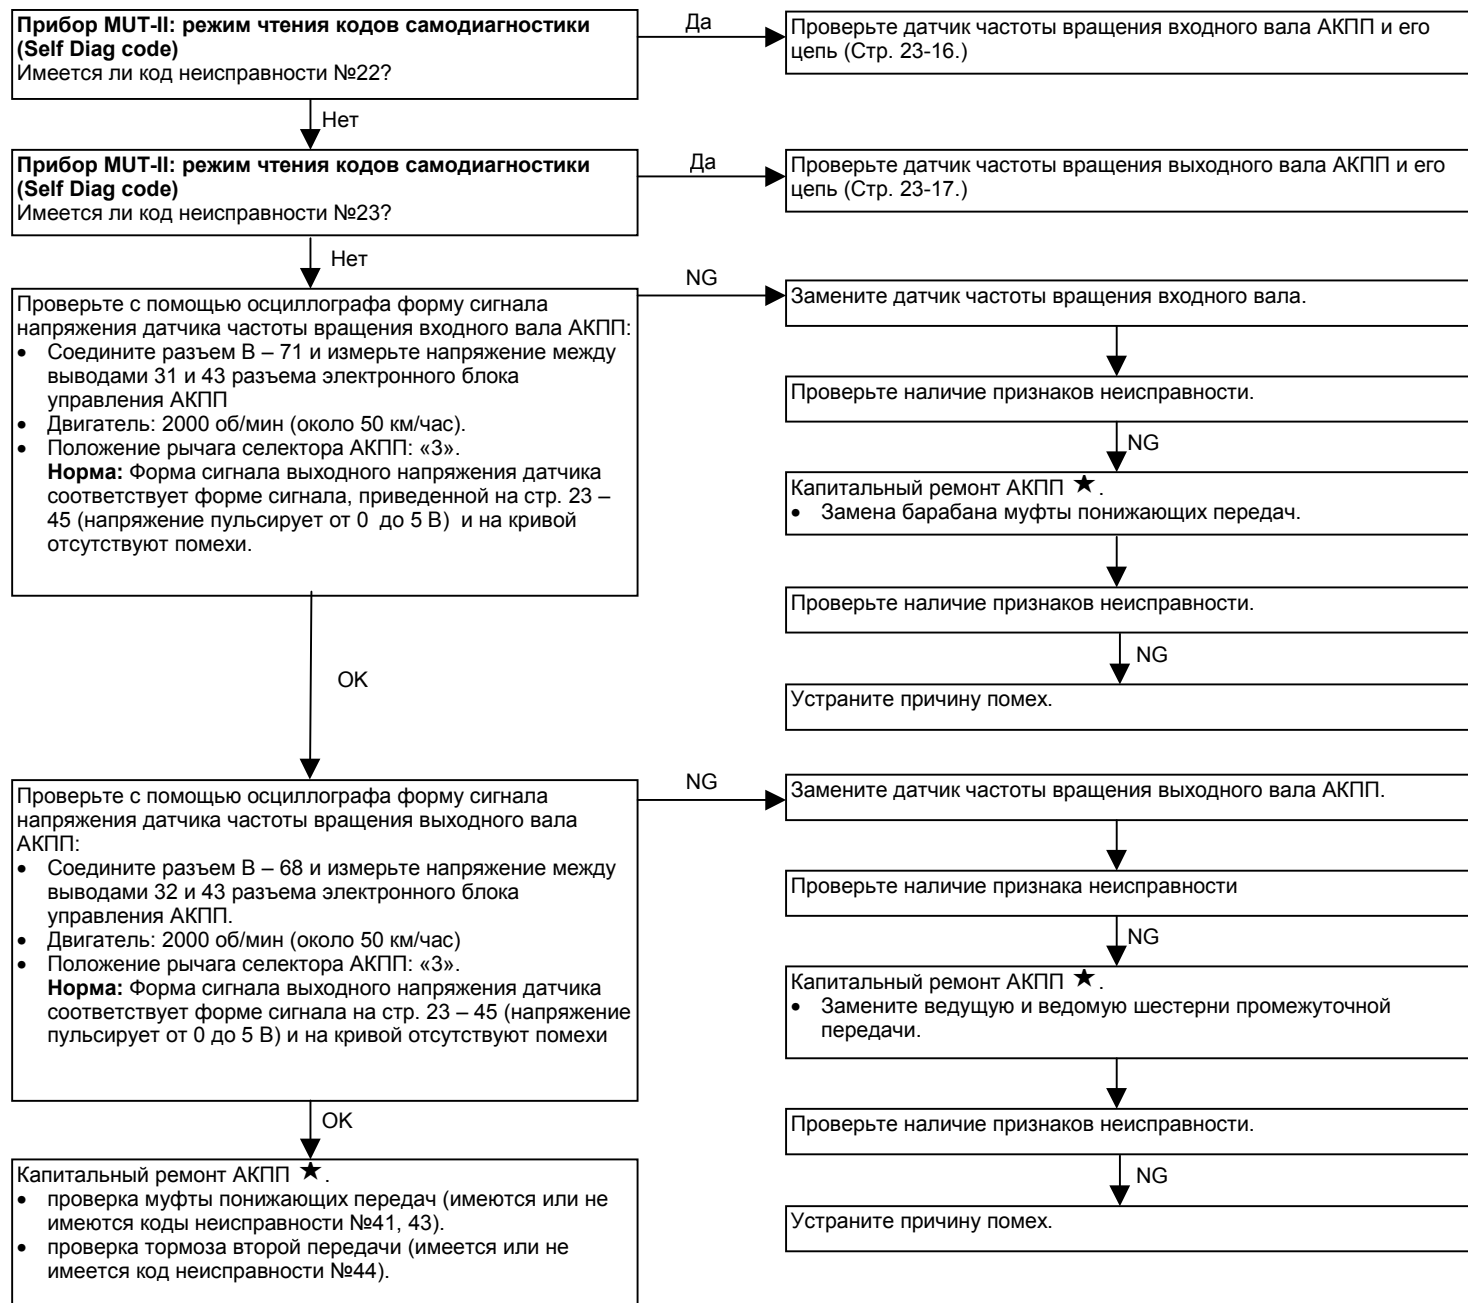 Прибор MUT-II: режим чтения кодов самодиагностики
(Self Diag code)
Имеется ли код неисправности №22?
Да
Проверьте датчик частоты вращения входного вала АКПП и его
цепь (Стр. 23-16.)
Нет
Прибор MUT-II: режим чтения кодов самодиагностики
(Self Diag code)
Имеется ли код неисправности №23?
Да
Проверьте датчик частоты вращения выходного вала АКПП и его
цепь (Стр. 23-17.)
Нет
Проверьте с помощью осциллографа форму сигнала
напряжения датчика частоты вращения входного вала АКПП:
• Соедините разъем В – 71 и измерьте напряжение между
выводами 31 и 43 разъема электронного блока
управления АКПП
• Двигатель: 2000 об/мин (около 50 км/час).
• Положение рычага селектора АКПП: «3».
Норма: Форма сигнала выходного напряжения датчика
соответствует форме сигнала, приведенной на стр. 23 –
45 (напряжение пульсирует от 0 до 5 В) и на кривой
отсутствуют помехи.
NG
Замените датчик частоты вращения входного вала.
Проверьте наличие признаков неисправности.
NG
Капитальный ремонт АКПП ★.
• Замена барабана муфты понижающих передач.
Проверьте наличие признаков неисправности.
NG
Устраните причину помех.
OK
Проверьте с помощью осциллографа форму сигнала
напряжения датчика частоты вращения выходного вала
АКПП:
• Соедините разъем В – 68 и измерьте напряжение между
выводами 32 и 43 разъема электронного блока
управления АКПП.
• Двигатель: 2000 об/мин (около 50 км/час)
• Положение рычага селектора АКПП: «3».
Норма: Форма сигнала выходного напряжения датчика
соответствует форме сигнала на стр. 23 – 45 (напряжение
пульсирует от 0 до 5 В) и на кривой отсутствуют помехи
NG
Замените датчик частоты вращения выходного вала АКПП.
Проверьте наличие признака неисправности
NG
Капитальный ремонт АКПП ★.
• Замените ведущую и ведомую шестерни промежуточной
передачи.
Проверьте наличие признаков неисправности.
NG
Устраните причину помех.
OK
Капитальный ремонт АКПП ★.
• проверка муфты понижающих передач (имеются или не
имеются коды неисправности №41, 43).
• проверка тормоза второй передачи (имеется или не
имеется код неисправности №44).